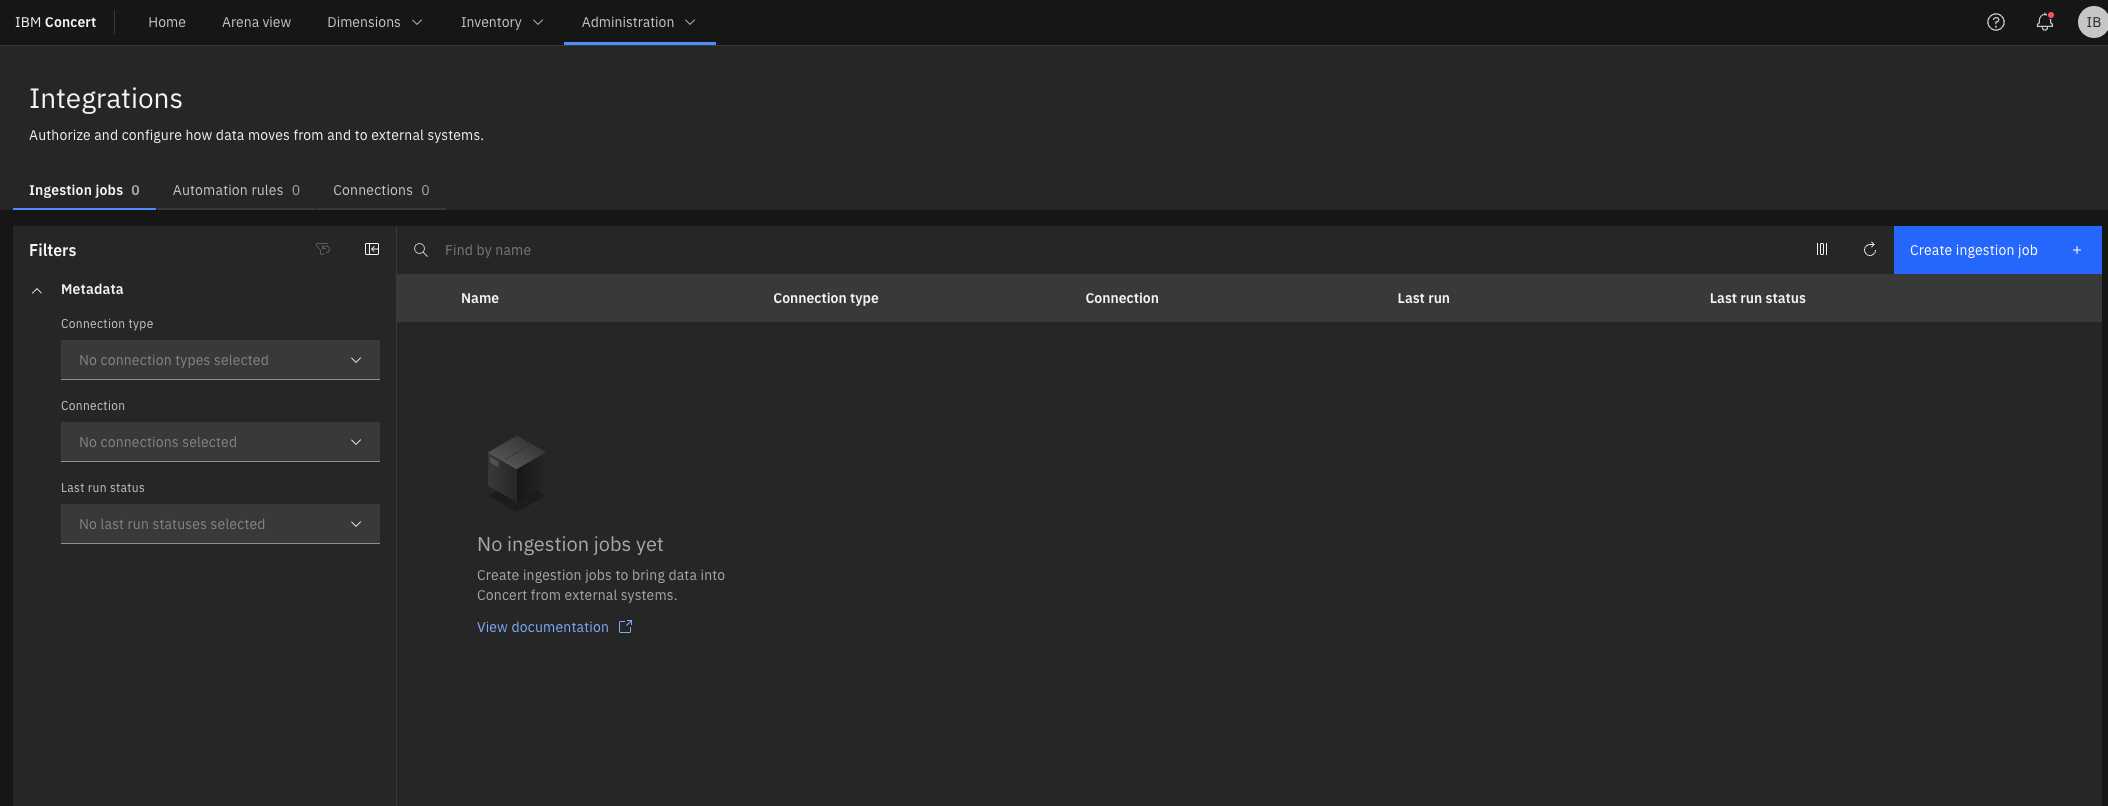 IBM Concert
Home
Arena view
Dimensions
Inventory
Administration
IB
Integrations
Authorize and configure how data moves from and to external systems.
Ingestion jobs 0
Automation rules 0
Connections 0
Filters
Metadata
Connection type
No connection types selected
Connection
No connections selected
Last run status
No last run statuses selected
Find by name
Create ingestion job +
Name
Connection type
Connection
Last run
Last run status
No ingestion jobs yet
Create ingestion jobs to bring data into
Concert from external systems.
View documentation